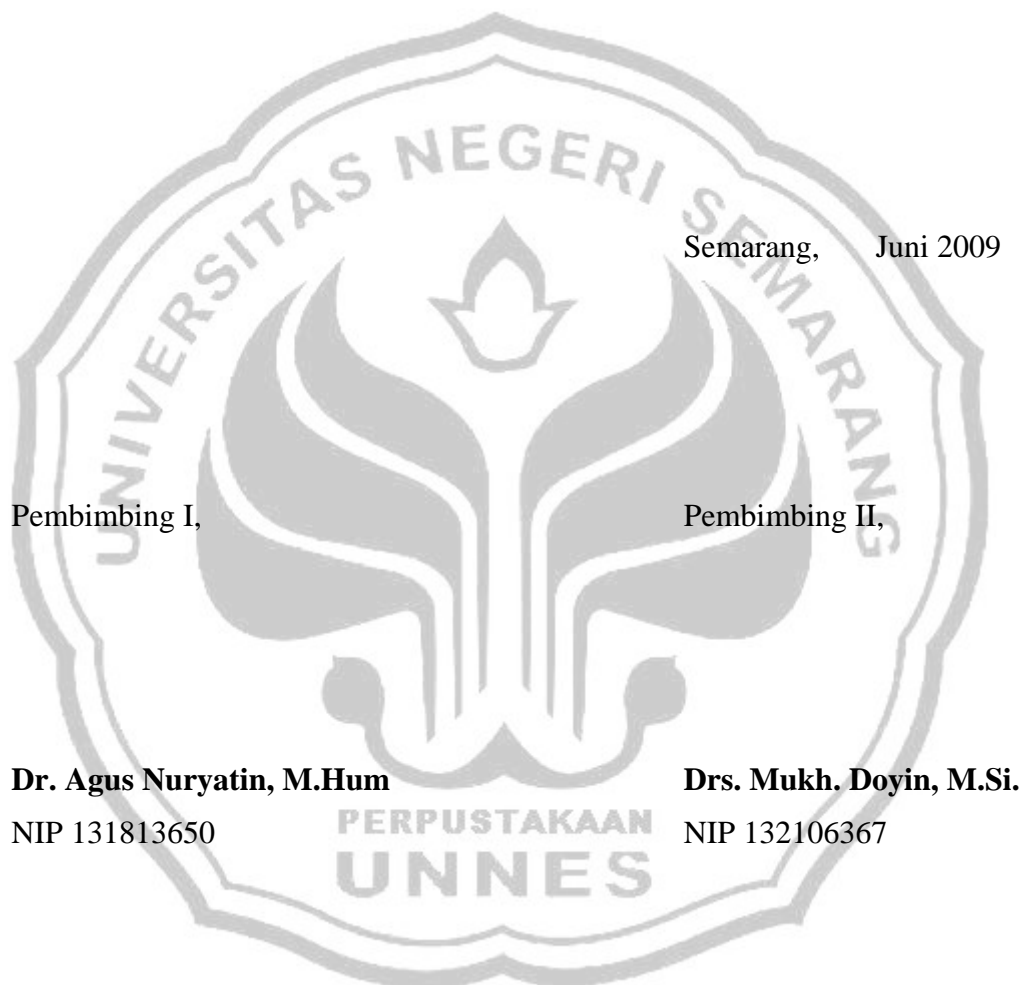 UNIVERSITAS NEGERI SEMARANG
Semarang, Juni 2009
Pembimbing I, Pembimbing II,
Dr. Agus Nuryatin, M.Hum Drs. Mukh. Doyin, M.Si.
NIP 131813650 NIP 132106367
PERPUSTAKAAN
UNNES